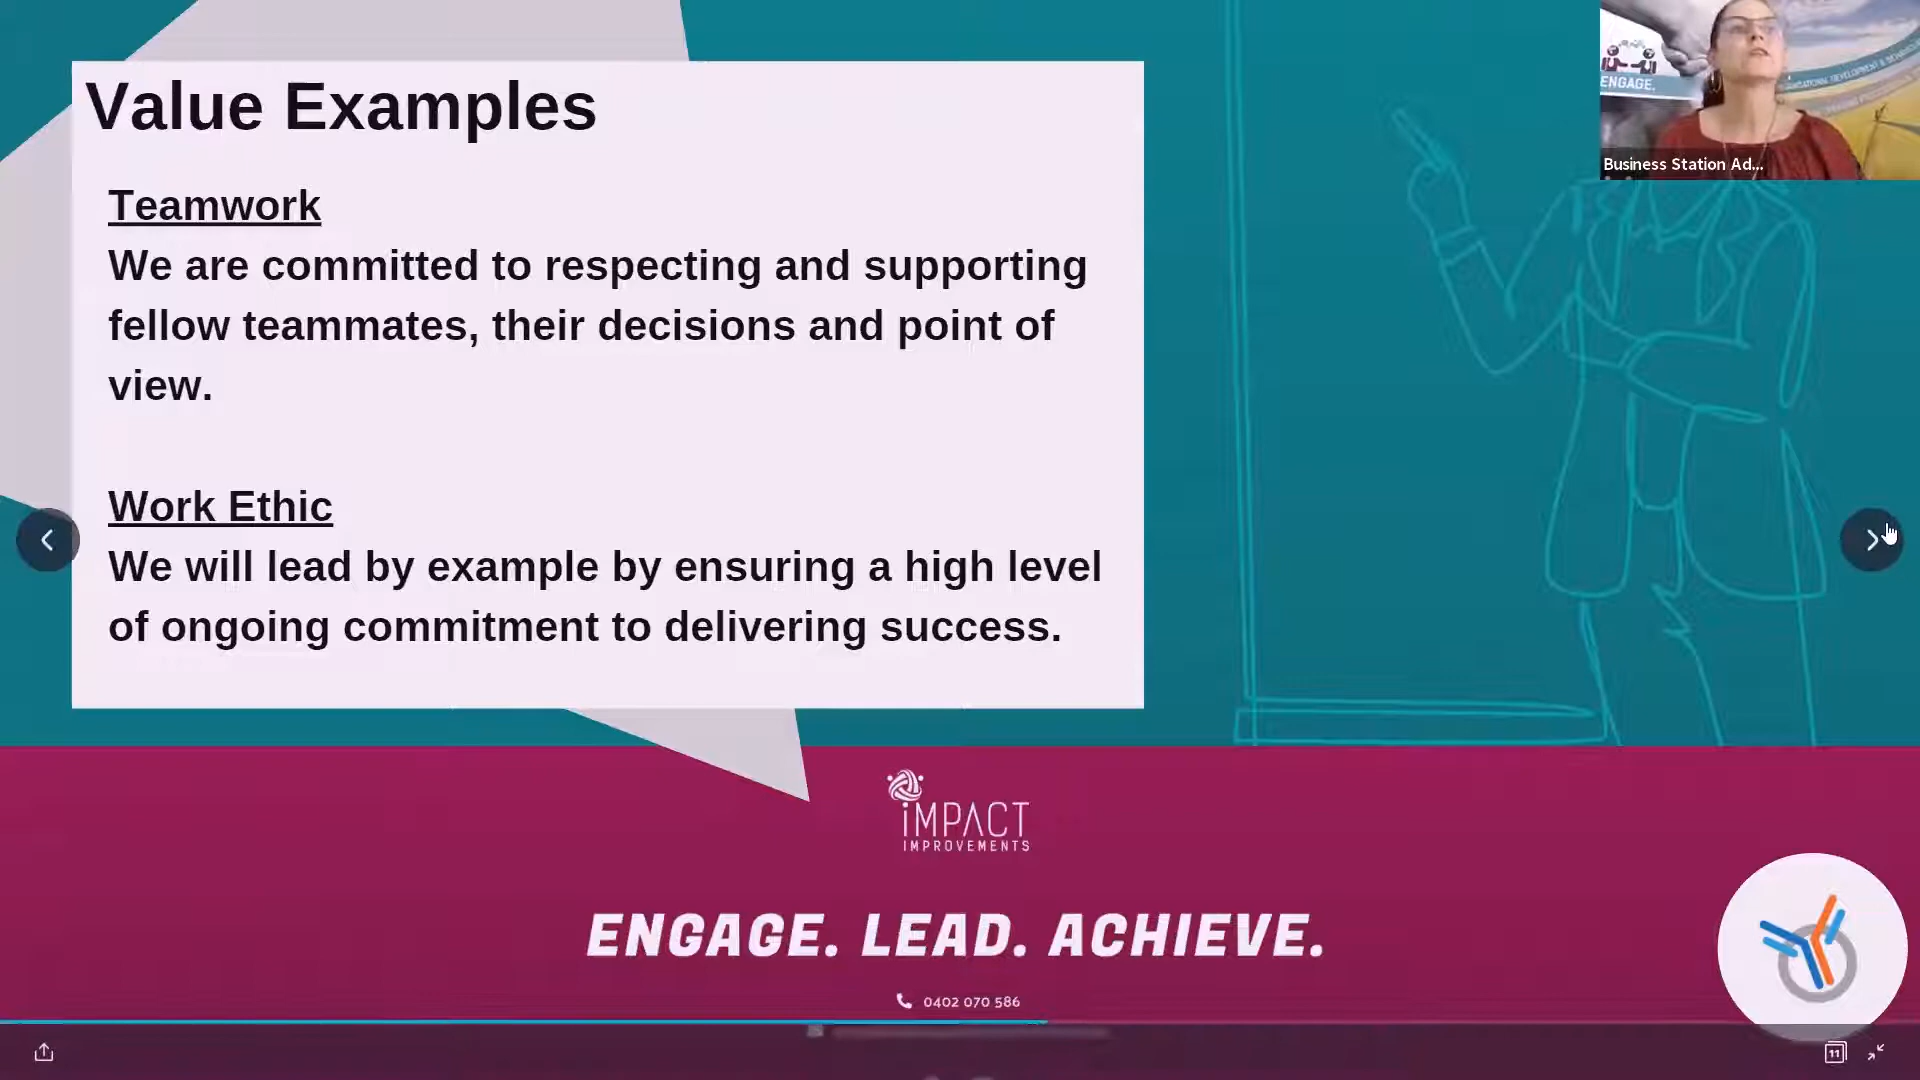 Value Examples
Teamwork
We are committed to respecting and supporting
fellow teammates, their decisions and point of
view.
Work Ethic
We will lead by example by ensuring a high level
of ongoing commitment to delivering success.
ENGAGE.
Business Station Ad...
iMPACT
IMPROVEMENTS
ENGAGE. LEAD. ACHIEVE.
0402 070 586
11